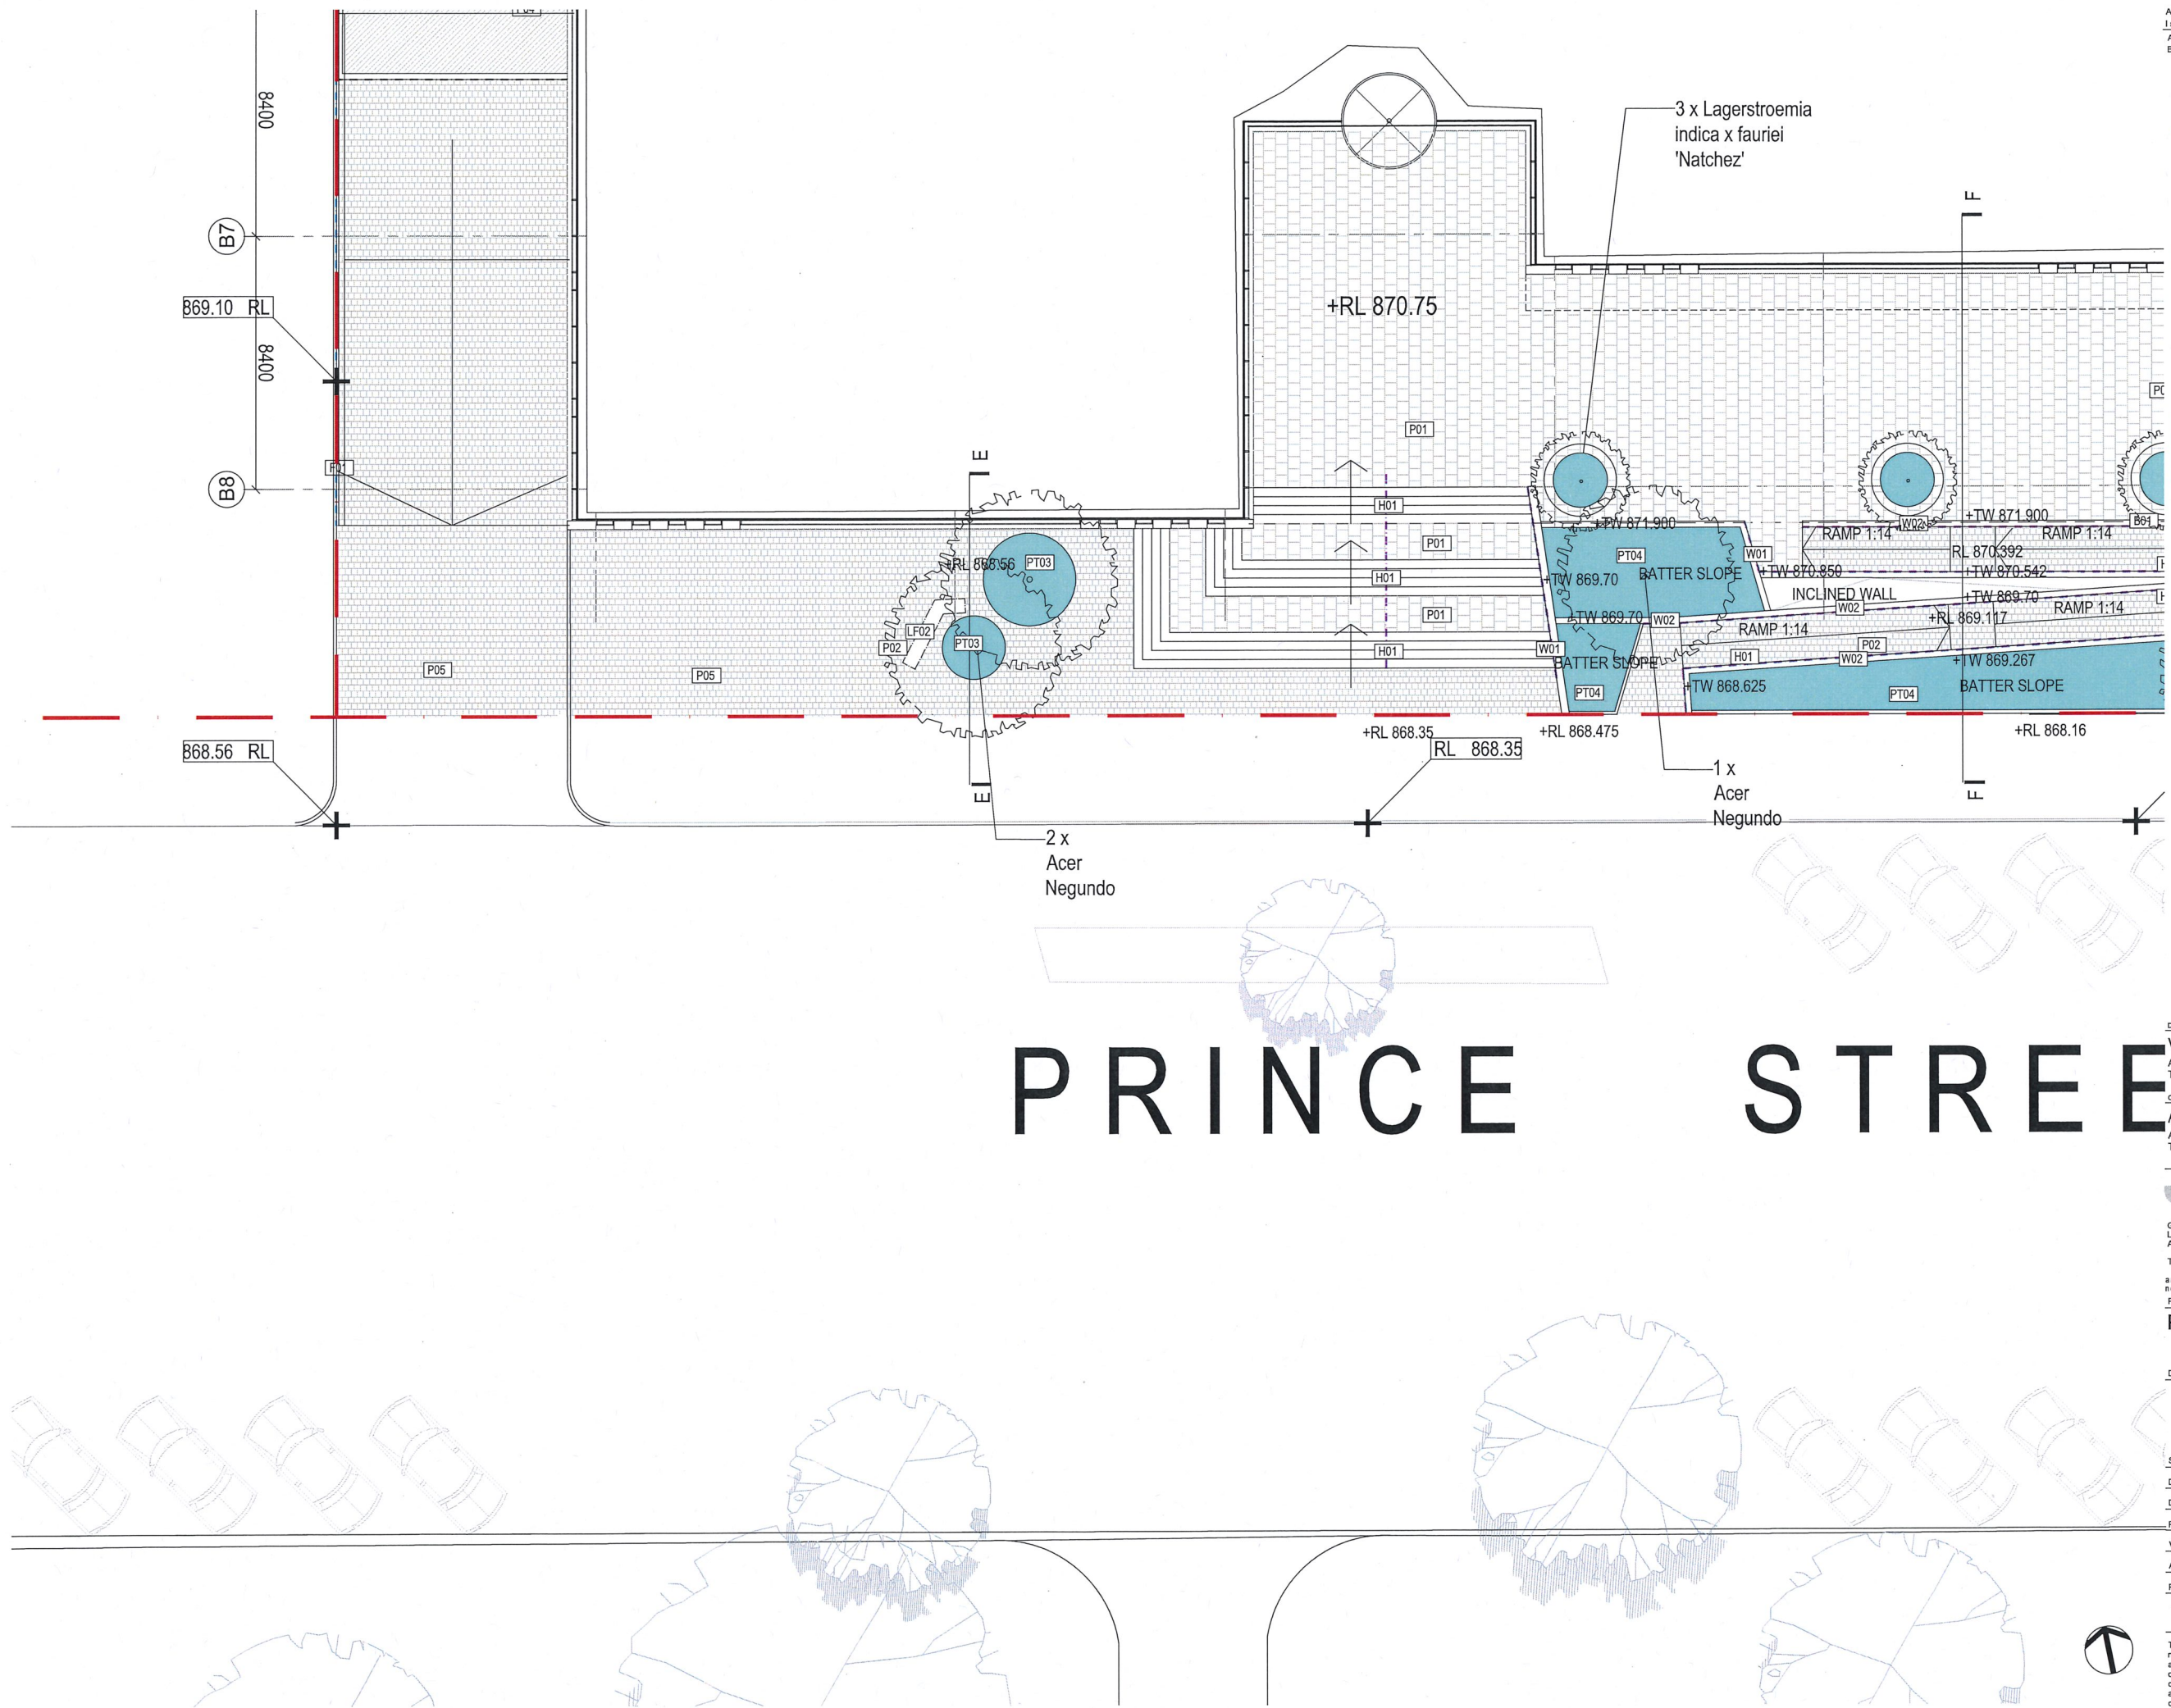 8400
B7
869.10 RL
8400
B8
868.56 RL
P05
P05
E
+RL 868.56
PT03
LF02
P02
PT03
E
2 x
Acer
Negundo
+RL 870.75
P01
H01
P01
H01
P01
H01
3 x Lagerstroemia
indica x fauriei
'Natchez'
F
+TW 871.900
PT04
BATTER SLOPE
W01
+TW 869.70
+TW 869.70
W02
W01
BATTER SLOPE
PT04
RAMP 1:14
W02
+TW 871.900
RAMP 1:14
B01
RL 870.392
+TW 870.850
+TW 870.542
INCLINED WALL
+TW 869.70
W02
RAMP 1:14
+RL 869.117
RAMP 1:14
P02
H01
W02
+TW 869.267
+TW 868.625
PT04
BATTER SLOPE
+RL 868.35
RL 868.35
+RL 868.475
+RL 868.16
F
1 x
Acer
Negundo
PRINCE STREE